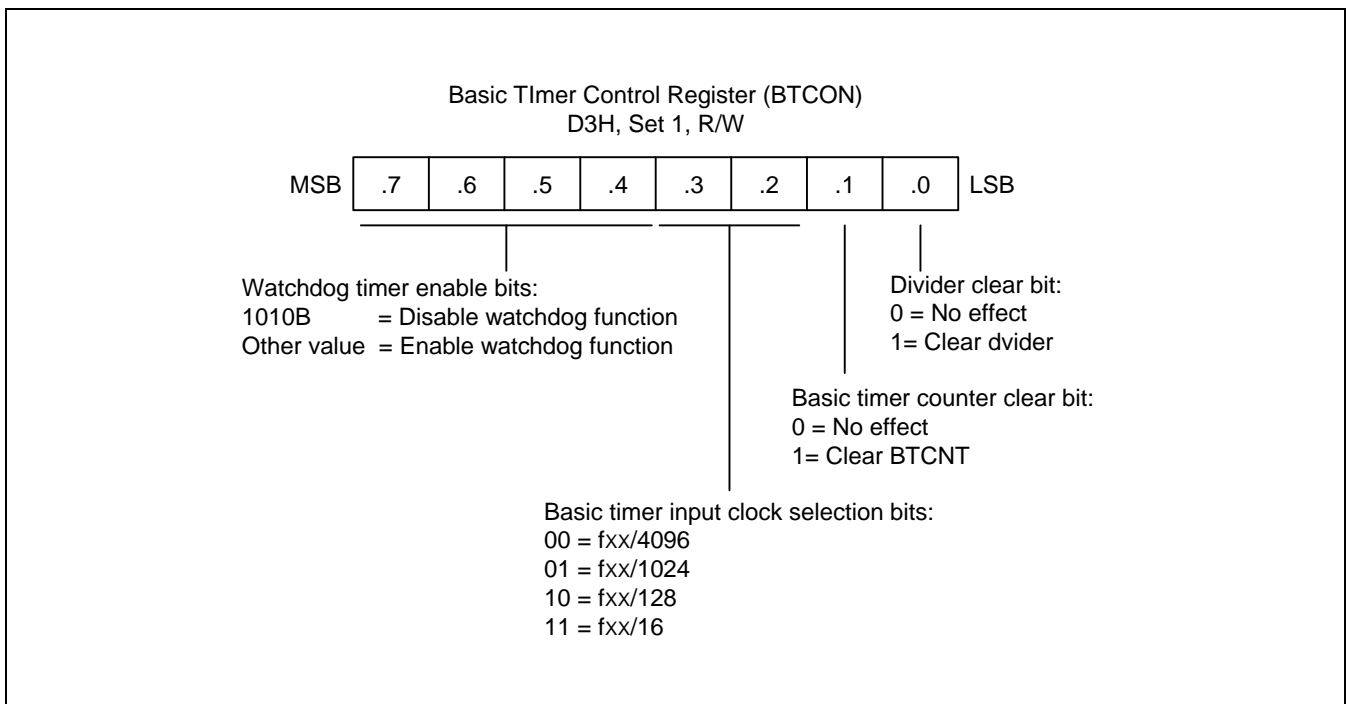 Basic TImer Control Register (BTCON)
D3H, Set 1, R/W
MSB .7 .6 .5 .4 .3 .2 .1 .0 LSB
Watchdog timer enable bits:
1010B = Disable watchdog function
Other value = Enable watchdog function
Divider clear bit:
0 = No effect
1= Clear dvider
Basic timer counter clear bit:
0 = No effect
1= Clear BTCNT
Basic timer input clock selection bits:
00 = fxx/4096
01 = fxx/1024
10 = fxx/128
11 = fxx/16